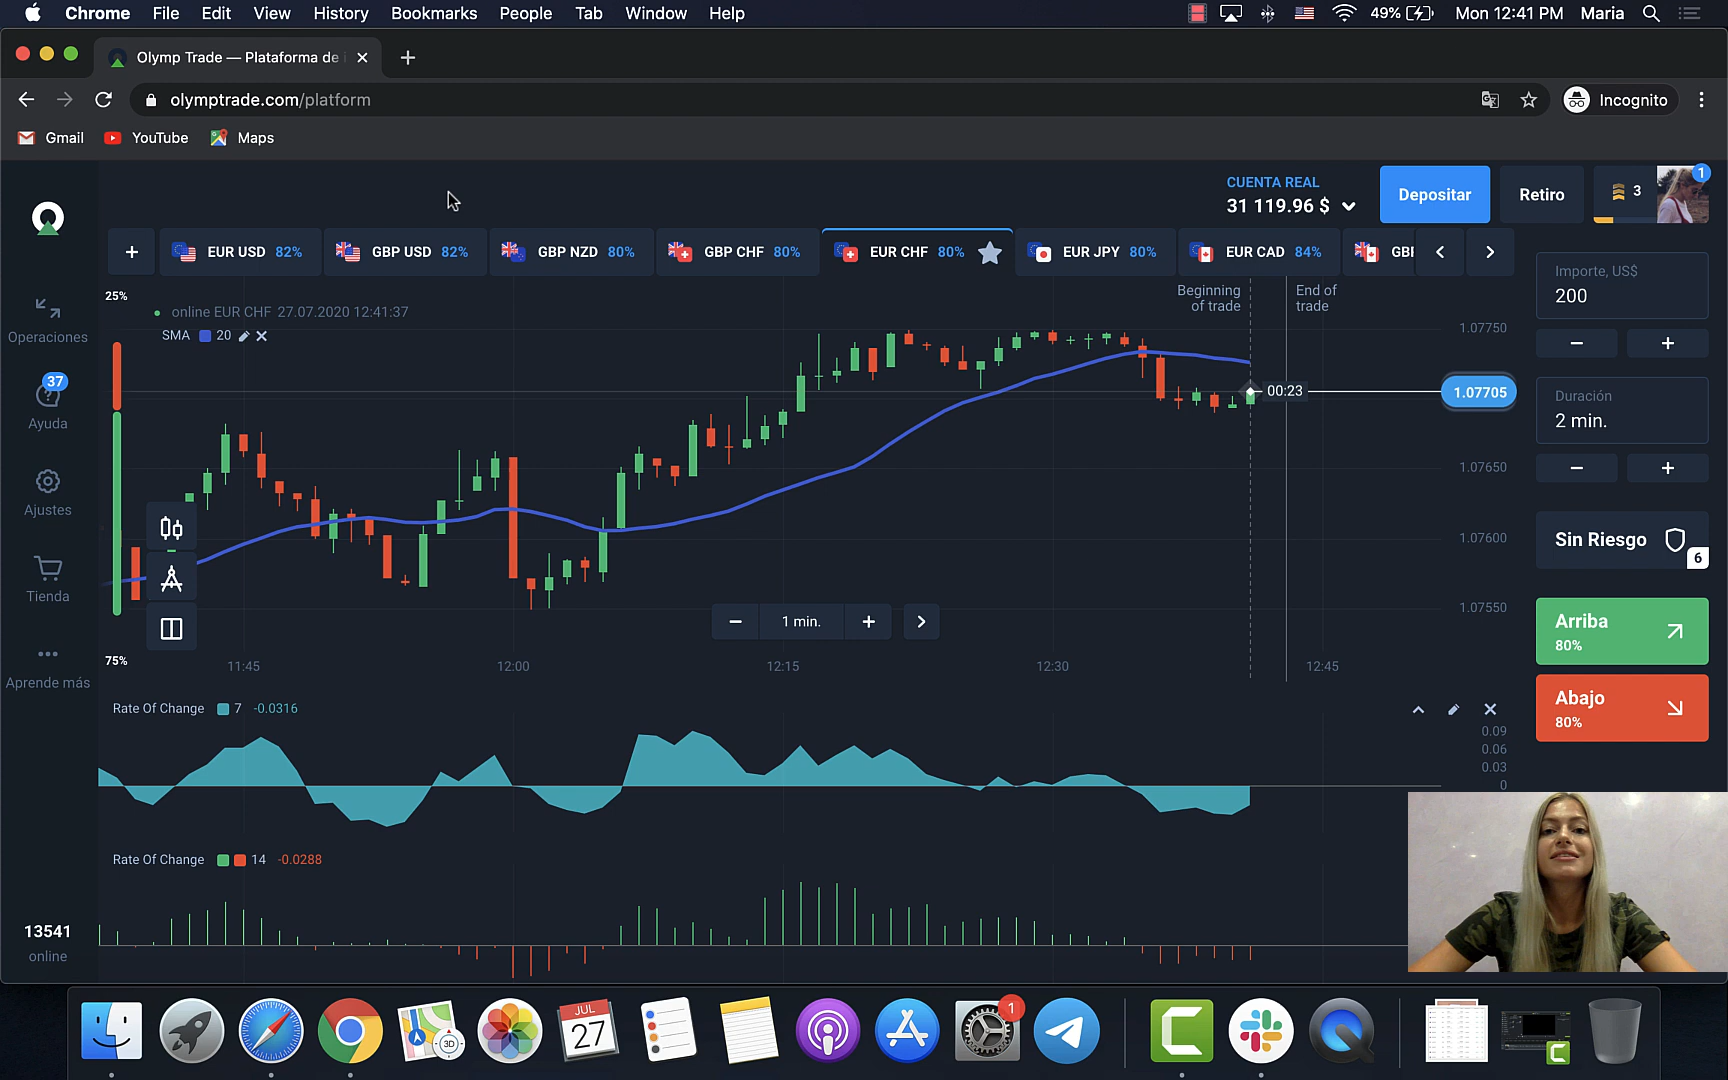 Chrome File Edit View History Bookmarks People Tab Window Help 49% Mon 12:41 PM Maria
Olymp Trade — Plataforma de
olymptrade.com/platform Incognito
Gmail YouTube Maps
CUENTA REAL
31 119.96 $
Depositar
Retiro
3
1
+ EUR USD 82% GBP USD 82% GBP NZD 80% GBP CHF 80% EUR CHF 80% EUR JPY 80% EUR CAD 84% GBI
25%
online EUR CHF 27.07.2020 12:41:37
SMA 20
Beginning
of trade
End of
trade
1.07750
00:23
1.07705
1.07650
1.07600
1.07550
− 1 min. + >
75%
11:45 12:00 12:15 12:30 12:45
Operaciones
37
Ayuda
Ajustes
Tienda
Aprende más
Importe, US$
200
− +
Duración
2 min.
− +
Sin Riesgo
6
Arriba
80%
Abajo
80%
Rate Of Change 7 -0.0316
0.09
0.06
0.03
0
Rate Of Change 14 -0.0288
13541
online
JUL
27
3D
1